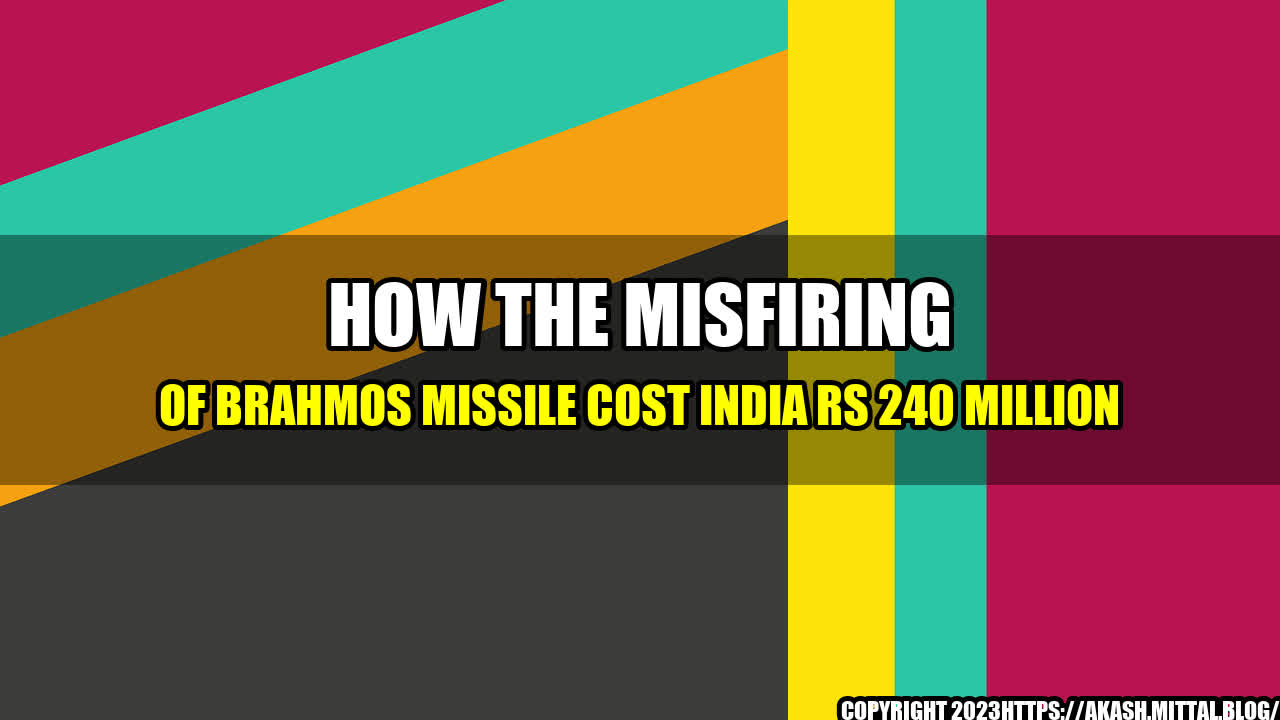 HOW THE MISFIRING
OF BRAHMOS MISSILE COST INDIA RS 240 MILLION
COPYRIGHT 2023HTTPS://AKASH.MITTAL.BLOG/